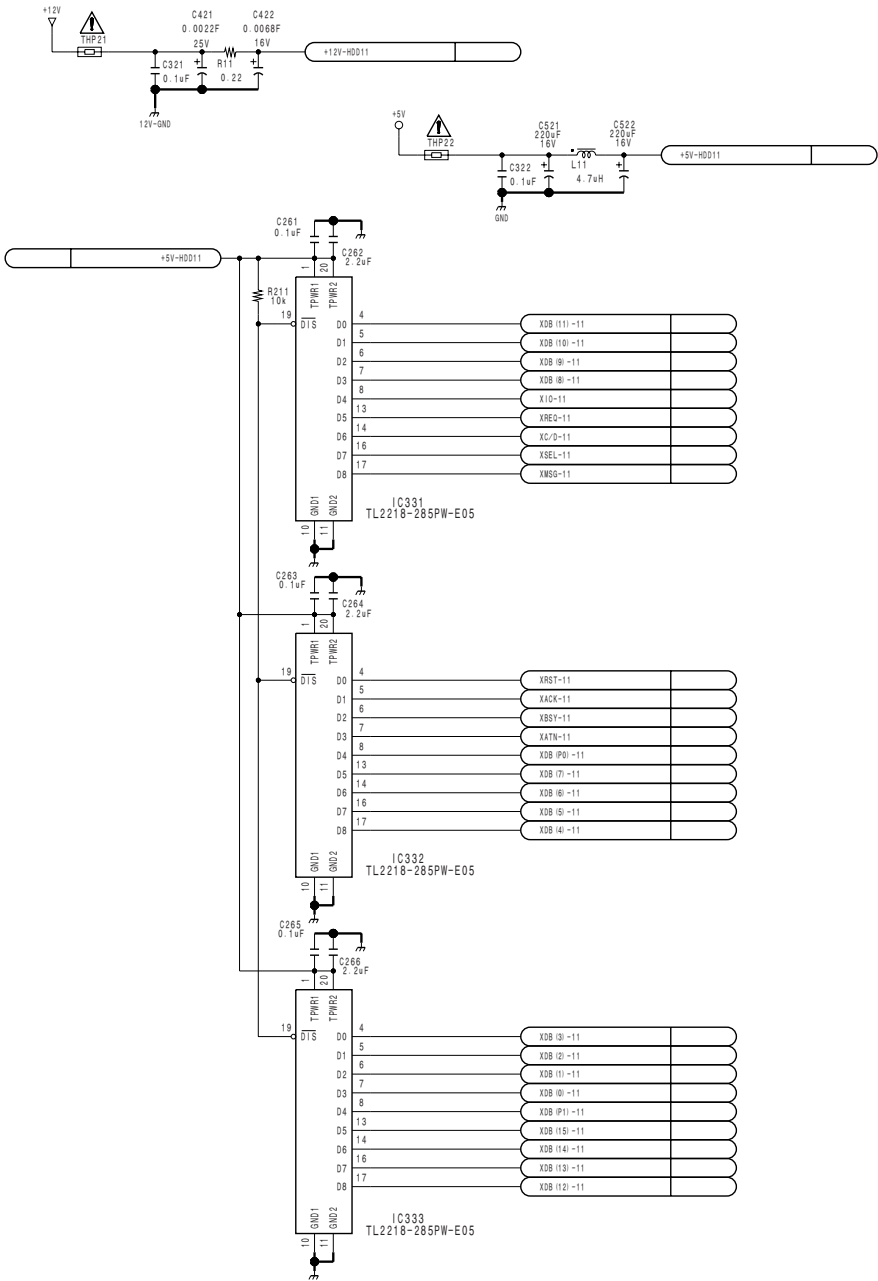 +12V
THP21
C421
0.0022F
25V
C422
0.0068F
16V
C321
0.1uF
R11
0.22
12V-GND
+12V-HDD11
+5V
THP22
C521
220uF
16V
C522
220uF
16V
C322
0.1uF
L11
4.7uH
GND
+5V-HDD11
+5V-HDD11
C261
0.1uF
C262
2.2uF
R211
10k
1
20
TPWR1
TPWR2
19
DIS
D0 4 XDB(11)-11
D1 5 XDB(10)-11
D2 6 XDB(9)-11
D3 7 XDB(8)-11
D4 8 XIO-11
D5 13 XREQ-11
D6 14 XC/D-11
D7 16 XSEL-11
D8 17 XMSG-11
GND1
GND2
10
11
IC331
TL2218-285PW-E05
C263
0.1uF
C264
2.2uF
1
20
TPWR1
TPWR2
19
DIS
D0 4 XRST-11
D1 5 XACK-11
D2 6 XBSY-11
D3 7 XATN-11
D4 8 XDB(P0)-11
D5 13 XDB(7)-11
D6 14 XDB(6)-11
D7 16 XDB(5)-11
D8 17 XDB(4)-11
GND1
GND2
10
11
IC332
TL2218-285PW-E05
C265
0.1uF
C266
2.2uF
1
20
TPWR1
TPWR2
19
DIS
D0 4 XDB(3)-11
D1 5 XDB(2)-11
D2 6 XDB(1)-11
D3 7 XDB(0)-11
D4 8 XDB(P1)-11
D5 13 XDB(15)-11
D6 14 XDB(14)-11
D7 16 XDB(13)-11
D8 17 XDB(12)-11
GND1
GND2
10
11
IC333
TL2218-285PW-E05